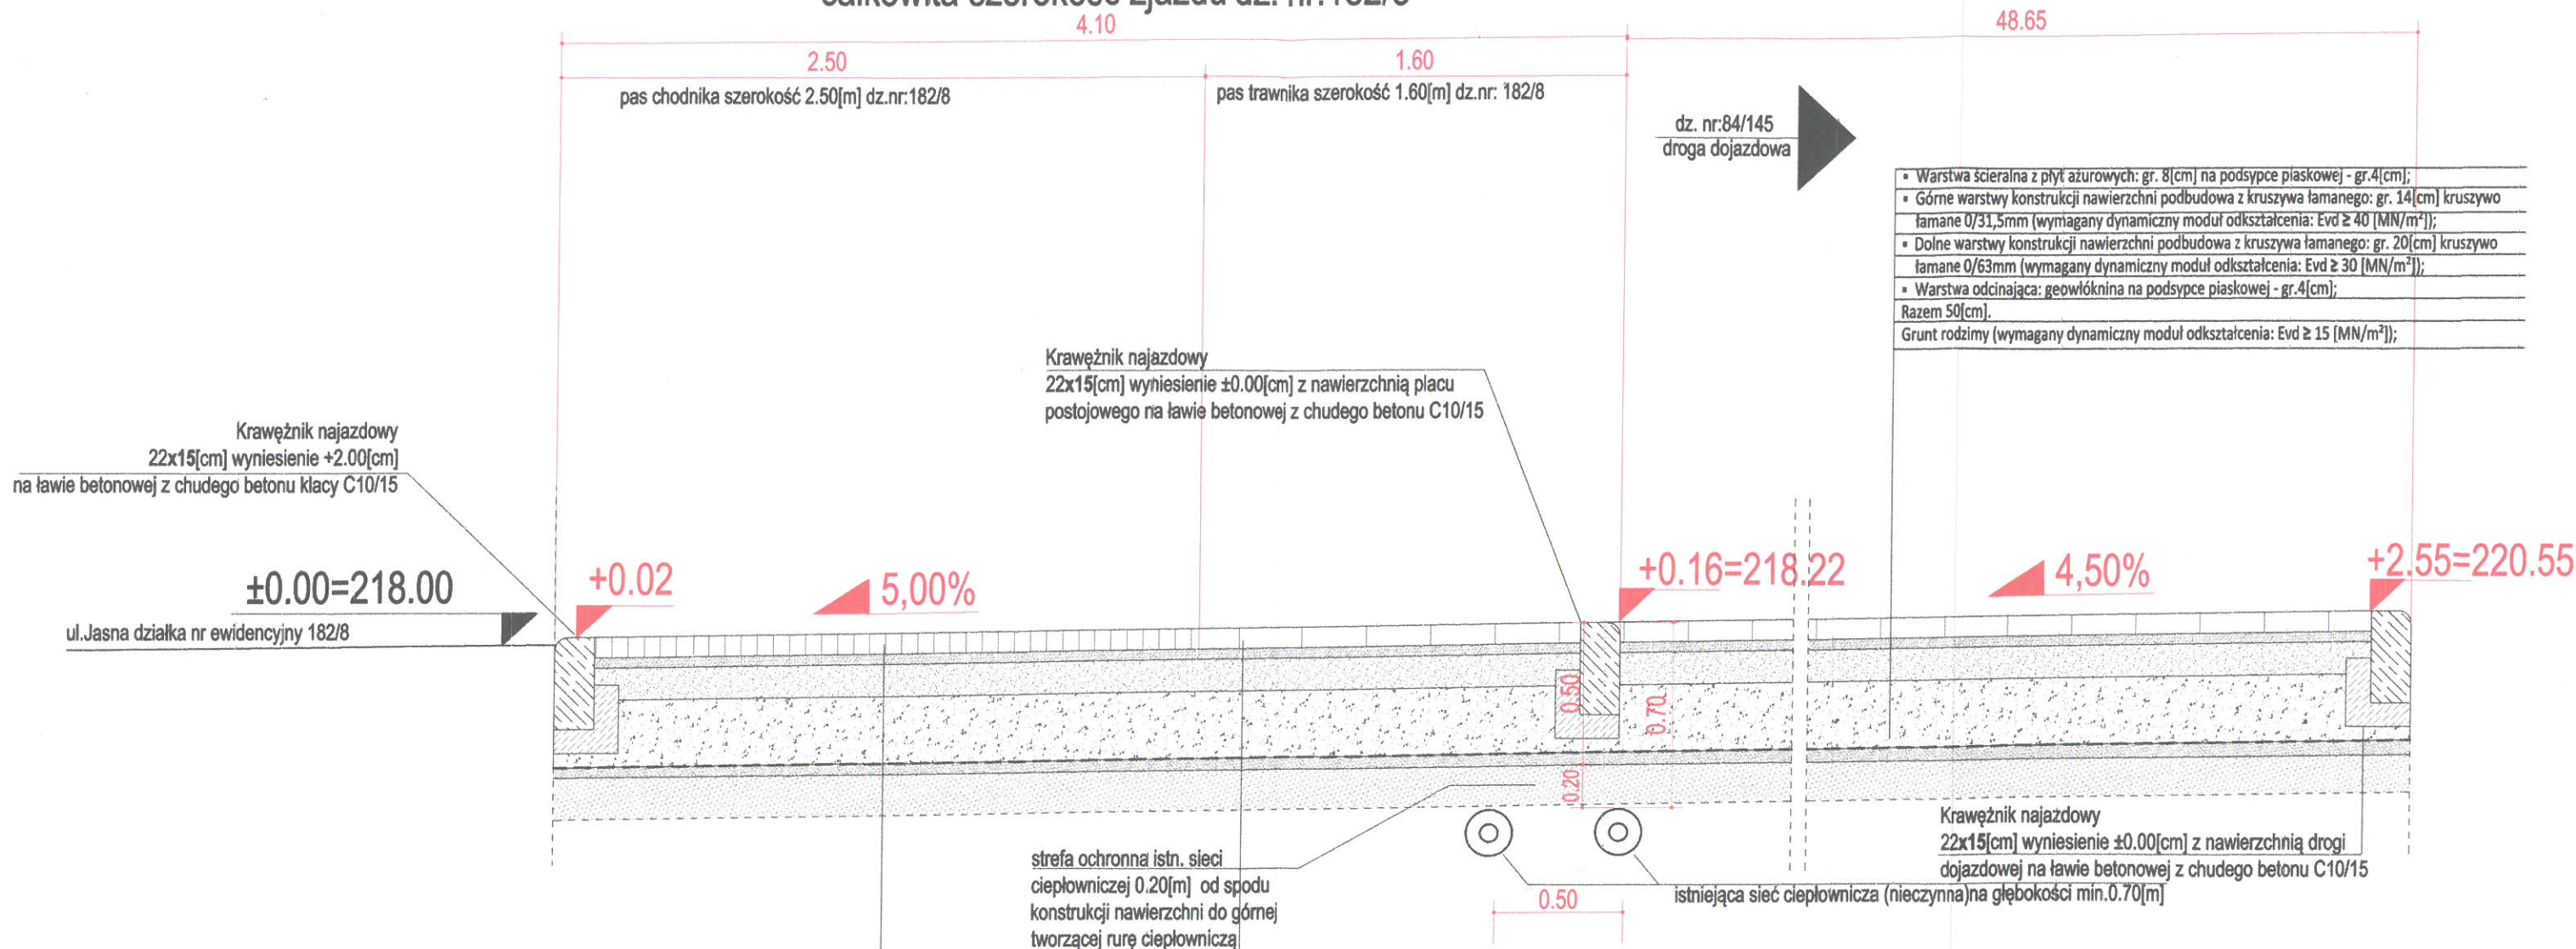 całkowita szerokość zjazdu dz. nr:182/8
4.10
48.65
2.50
1.60
pas chodnika szerokość 2.50[m] dz.nr:182/8
pas trawnika szerokość 1.60[m] dz.nr: 182/8
dz. nr:84/145
droga dojazdowa
▪ Warstwa ścieralna z płyt ażurowych: gr. 8[cm] na podsypce piaskowej - gr.4[cm];
▪ Górne warstwy konstrukcji nawierzchni podbudowa z kruszywa łamanego: gr. 14[cm] kruszywo
łamane 0/31,5mm (wymagany dynamiczny moduł odkształcenia: Evd ≥ 40 [MN/m²]);
▪ Dolne warstwy konstrukcji nawierzchni podbudowa z kruszywa łamanego: gr. 20[cm] kruszywo
łamane 0/63mm (wymagany dynamiczny moduł odkształcenia: Evd ≥ 30 [MN/m²]);
▪ Warstwa odcinająca: geowłóknina na podsypce piaskowej - gr.4[cm];
Razem 50[cm].
Grunt rodzimy (wymagany dynamiczny moduł odkształcenia: Evd ≥ 15 [MN/m²]);
Krawężnik najazdowy
22x15[cm] wyniesienie ±0.00[cm] z nawierzchnią placu
postojowego na ławie betonowej z chudego betonu C10/15
Krawężnik najazdowy
22x15[cm] wyniesienie +2.00[cm]
na ławie betonowej z chudego betonu klacy C10/15
±0.00=218.00
+0.02
5,00%
+0.16=218.22
4,50%
+2.55=220.55
ul.Jasna działka nr ewidencyjny 182/8
0.50
0.70
0.20
Krawężnik najazdowy
22x15[cm] wyniesienie ±0.00[cm] z nawierzchnią drogi
dojazdowej na ławie betonowej z chudego betonu C10/15
strefa ochronna istn. sieci
ciepłowniczej 0.20[m] od spodu
konstrukcji nawierzchni do górnej
tworzącej rurę ciepłowniczą
istniejąca sieć ciepłownicza (nieczynna)na głębokości min.0.70[m]
0.50